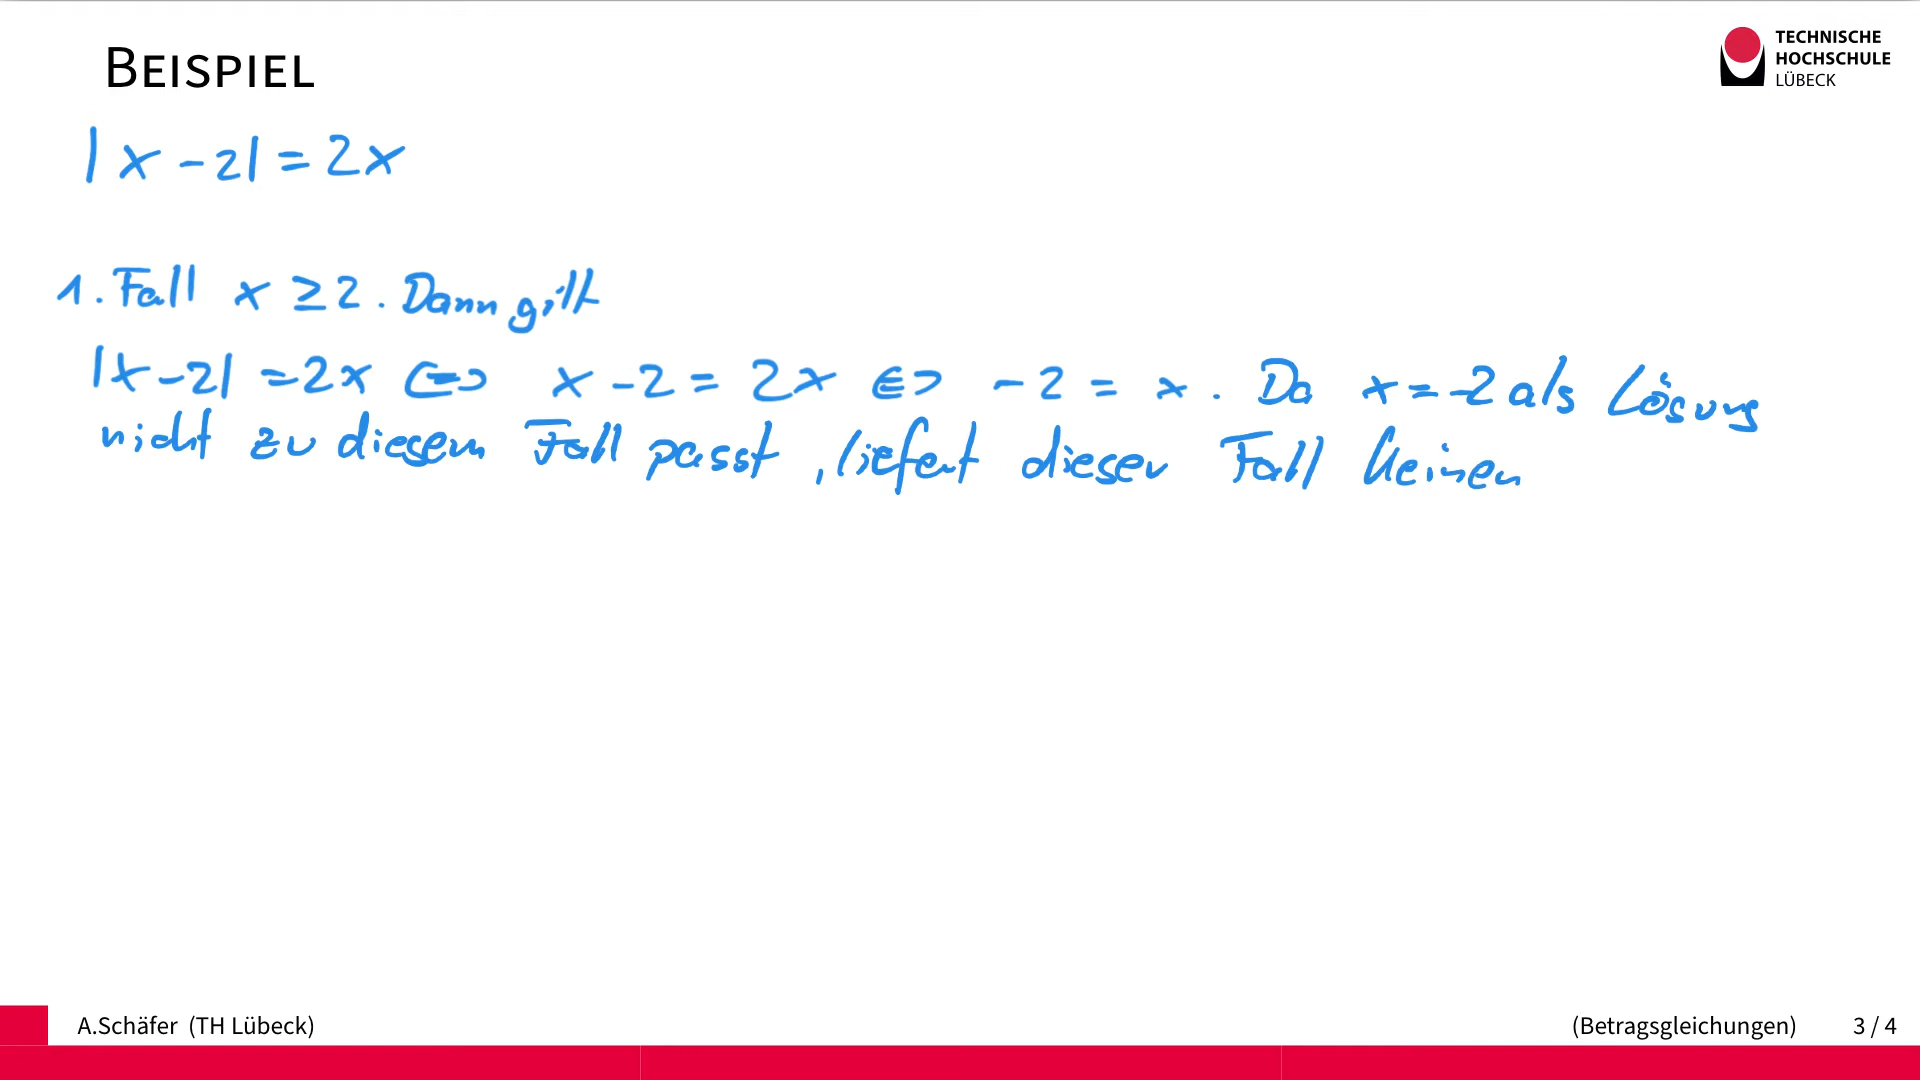 BEISPIEL
TECHNISCHE
HOCHSCHULE
LÜBECK
|x-2| = 2x
1. Fall x ≥ 2. Dann gilt
|x-2| = 2x ⇔ x-2 = 2x ⇔ -2 = x. Da x = -2 als Lösung
nicht zu diesem Fall passt, liefert dieser Fall keinen
A.Schäfer (TH Lübeck)
(Betragsgleichungen) 3 / 4